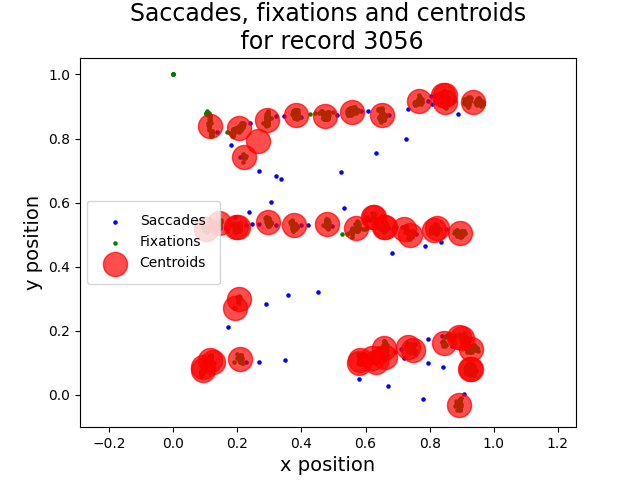 Saccades, fixations and centroids
for record 3056
1.0
0.8
0.6
0.4
0.2
0.0
y position
Saccades
Fixations
Centroids
−0.2
0.0
0.2
0.4
0.6
0.8
1.0
1.2
x position